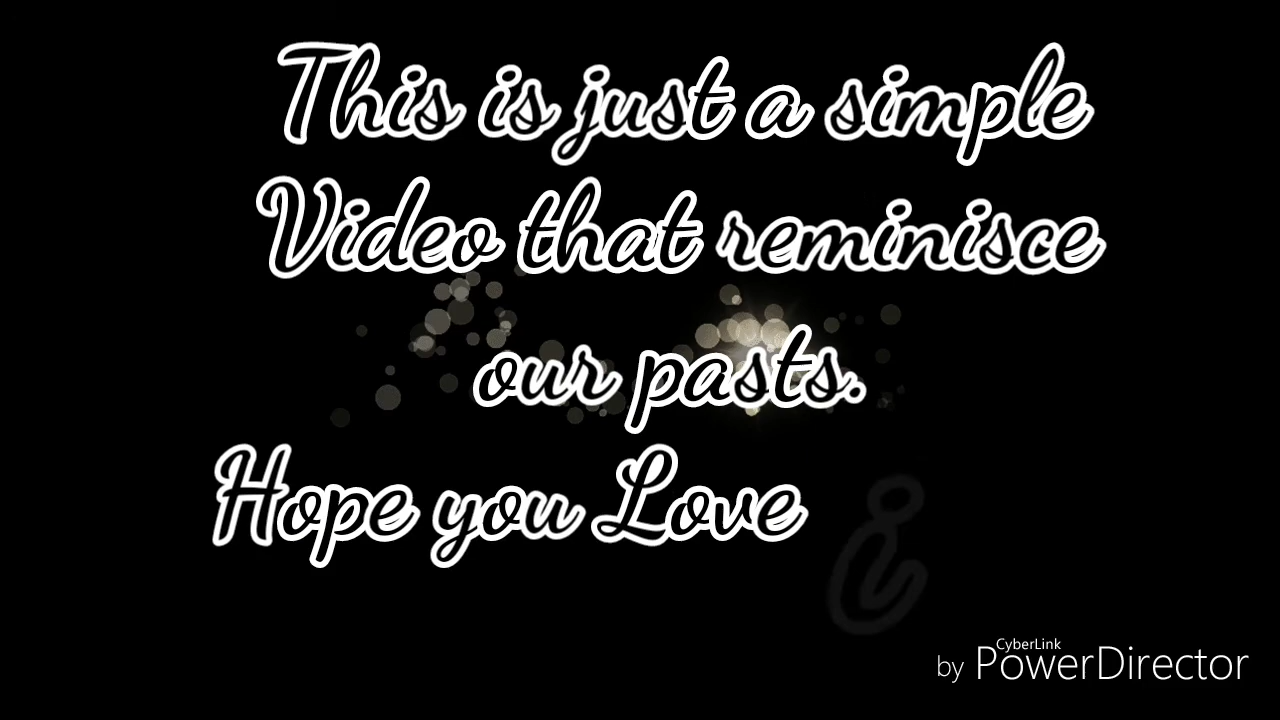 This is just a simple
Video that reminisce
our pasts.
Hope you Love i
by CyberLink PowerDirector